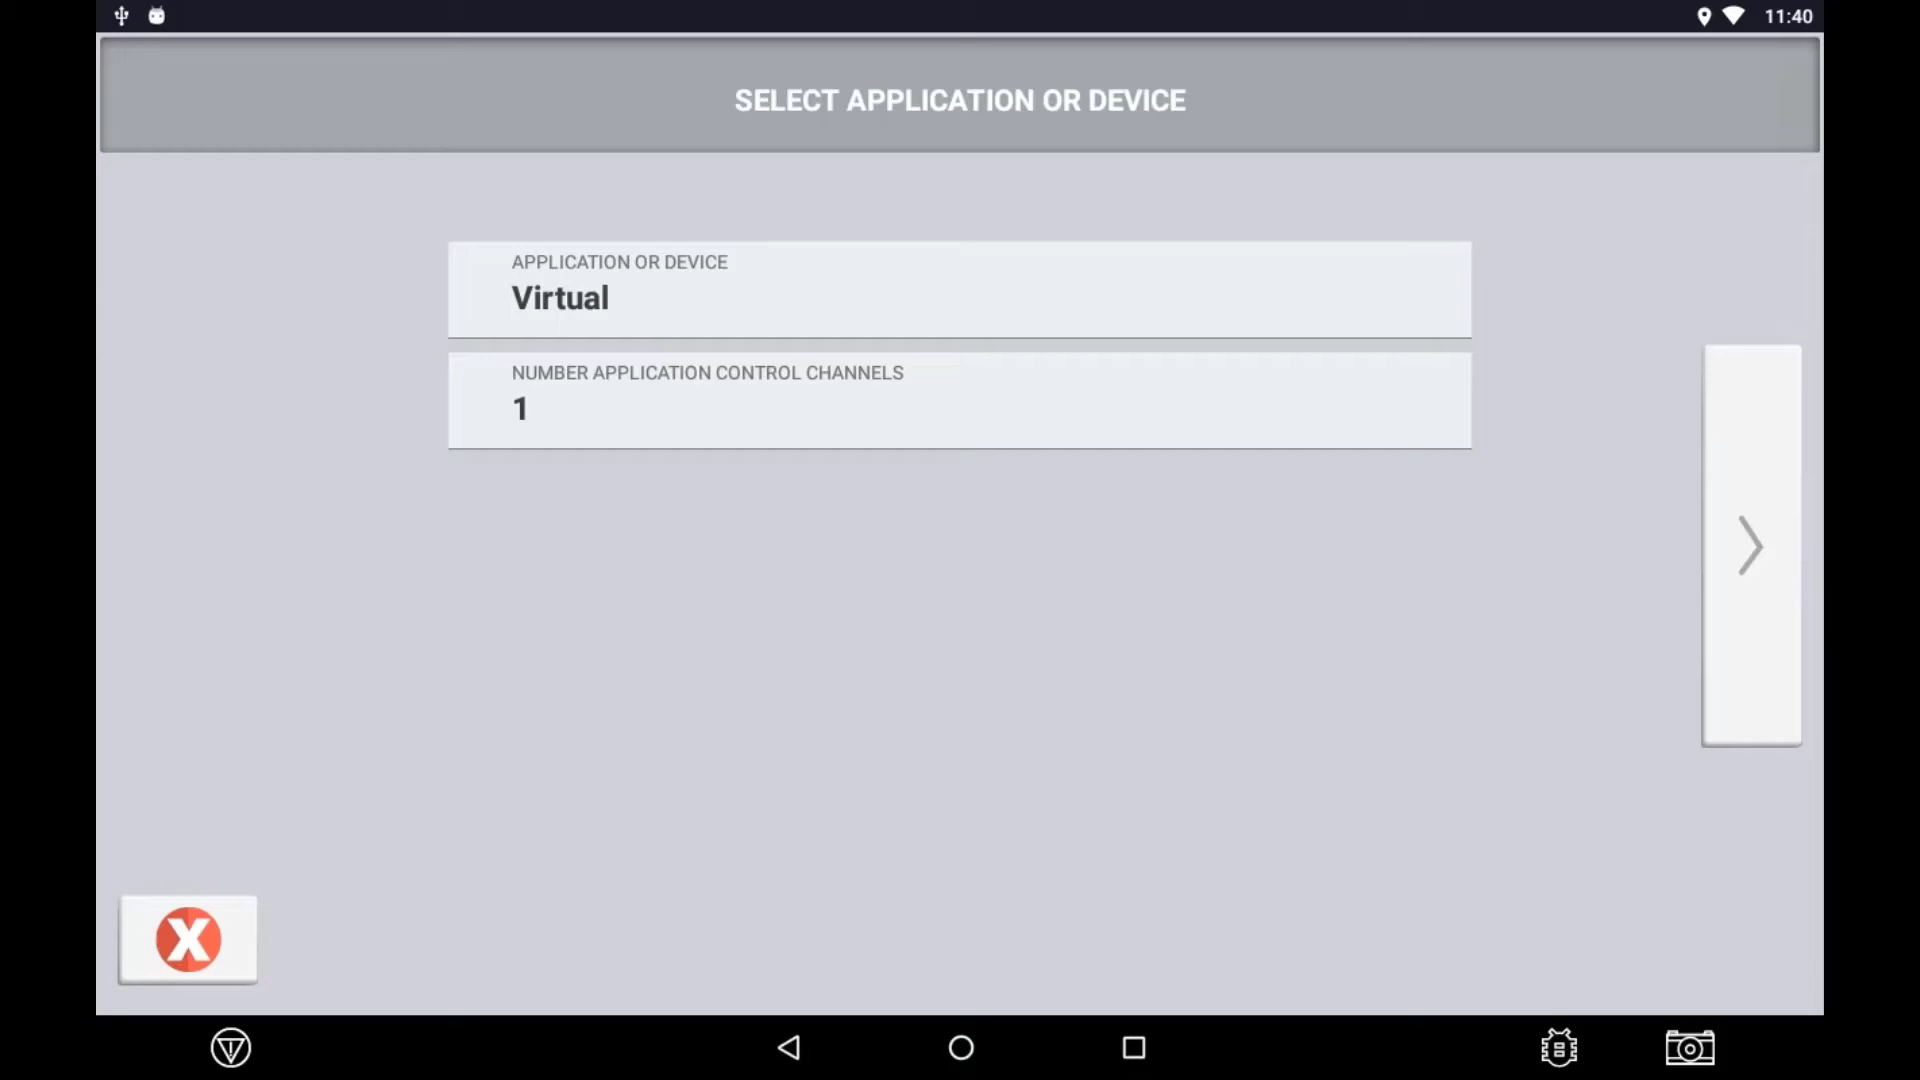 11:40
SELECT APPLICATION OR DEVICE
APPLICATION OR DEVICE
Virtual
NUMBER APPLICATION CONTROL CHANNELS
1
X